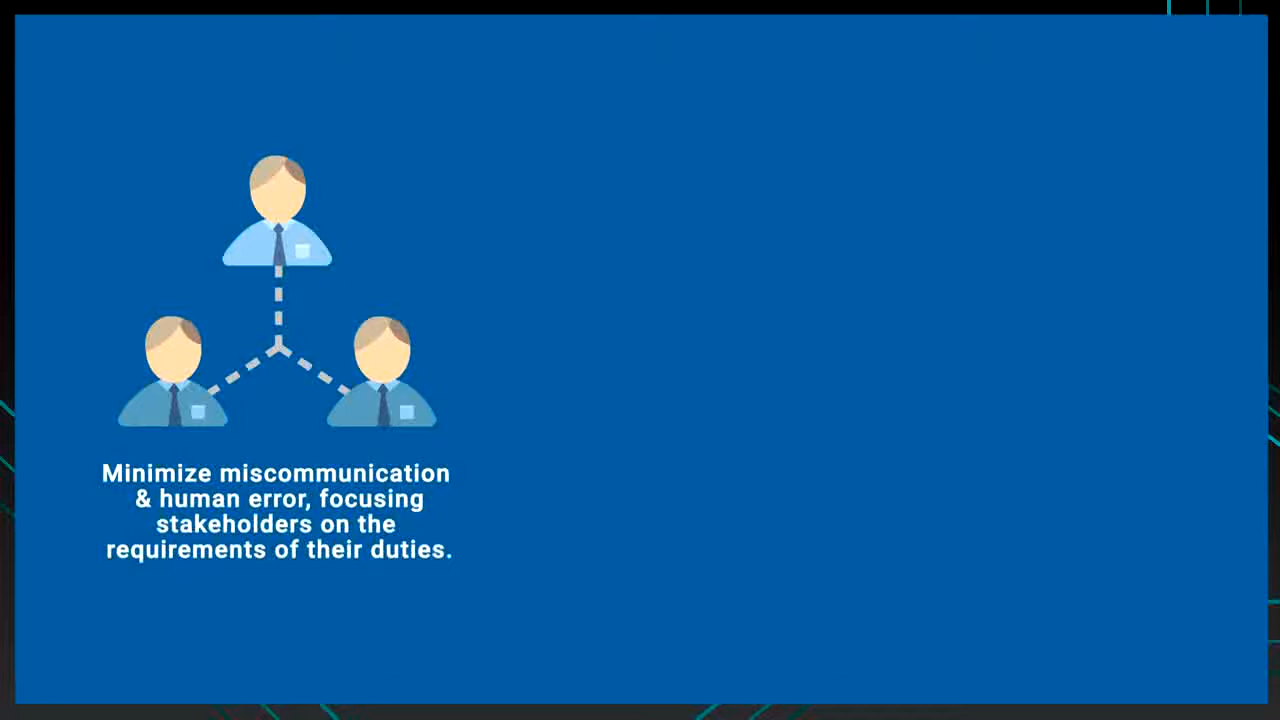 Minimize miscommunication
& human error, focusing
stakeholders on the
requirements of their duties.